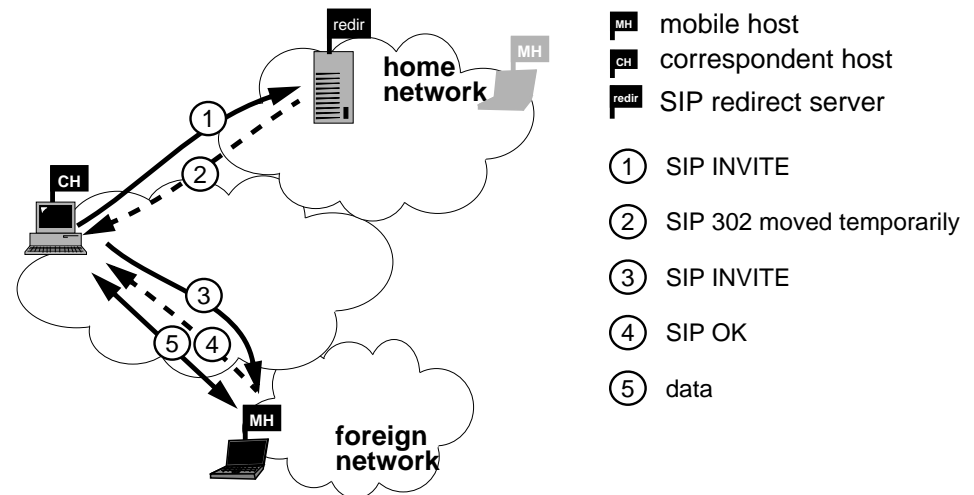 redir
home
network
MH
1
2
CH
3
5
4
MH
foreign
network
MH mobile host
CH correspondent host
redir SIP redirect server
1 SIP INVITE
2 SIP 302 moved temporarily
3 SIP INVITE
4 SIP OK
5 data